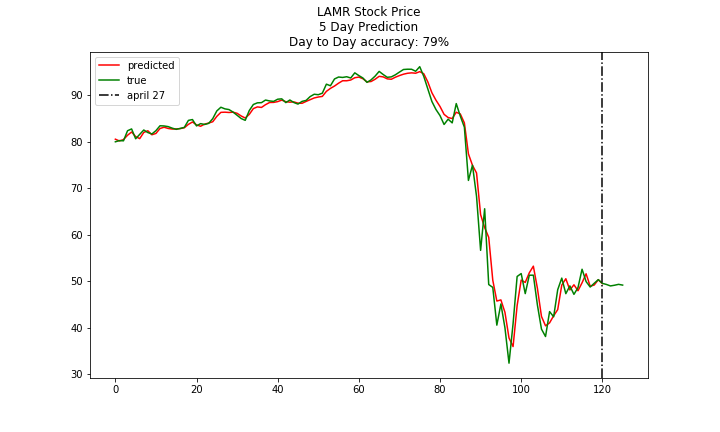 LAMR Stock Price
5 Day Prediction
Day to Day accuracy: 79%
predicted
true
april 27
90
80
70
60
50
40
30
0 20 40 60 80 100 120